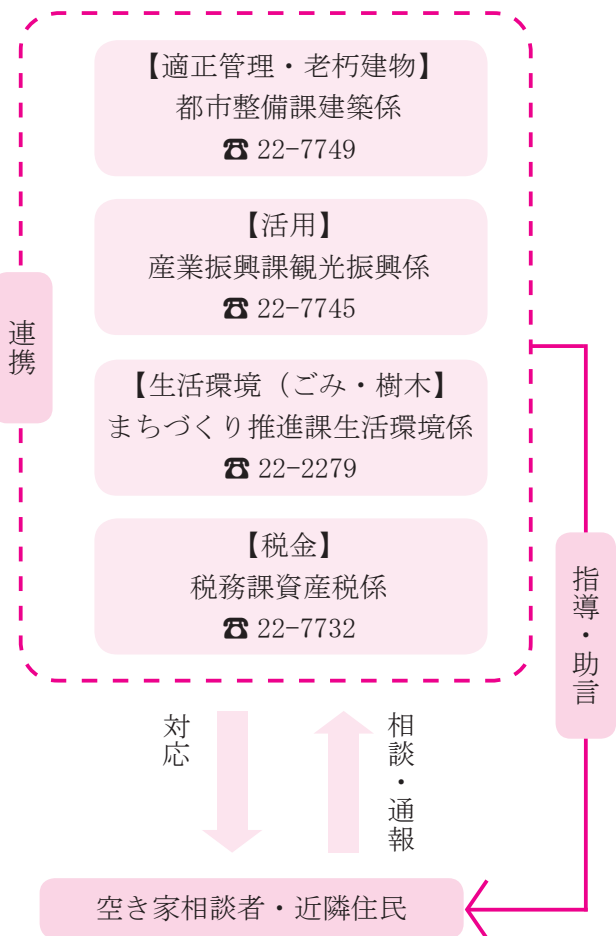 【適正管理・老朽建物】
都市整備課建築係
☎ 22-7749
【活用】
産業振興課観光振興係
☎ 22-7745
連携
【生活環境（ごみ・樹木】
まちづくり推進課生活環境係
☎ 22-2279
【税金】
税務課資産税係
☎ 22-7732
指導・助言
対応
相談・通報
空き家相談者・近隣住民